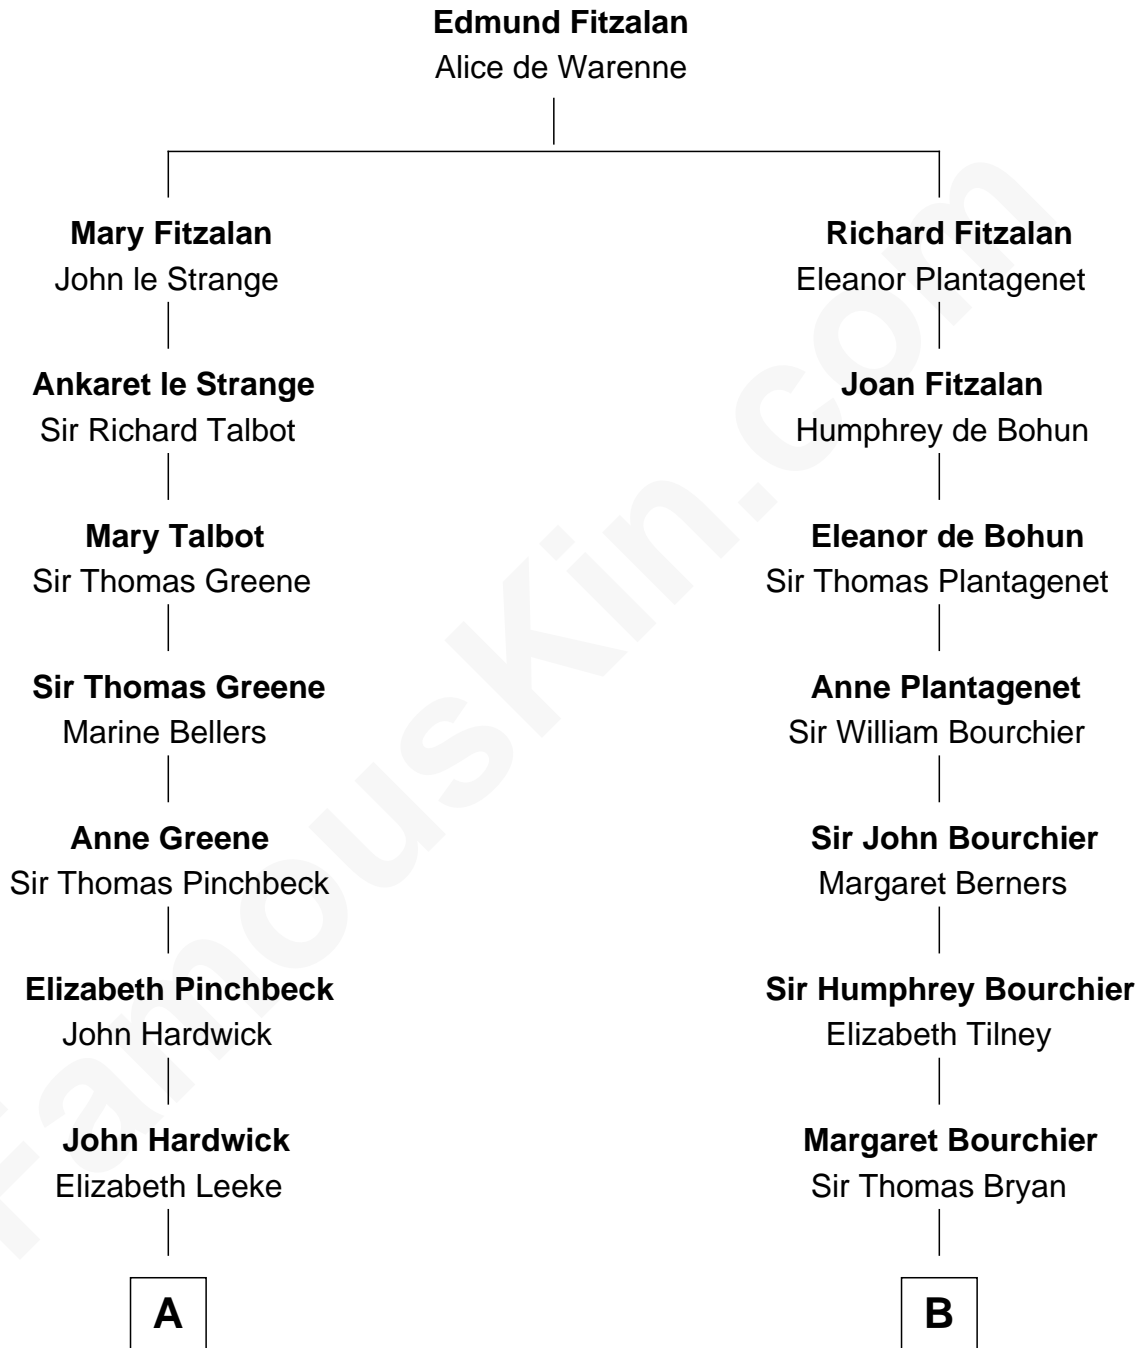 Edmund Fitzalan
Alice de Warenne
Mary Fitzalan
John le Strange
Richard Fitzalan
Eleanor Plantagenet
Ankaret le Strange
Sir Richard Talbot
Joan Fitzalan
Humphrey de Bohun
Mary Talbot
Sir Thomas Greene
Eleanor de Bohun
Sir Thomas Plantagenet
Sir Thomas Greene
Marine Bellers
Anne Plantagenet
Sir William Bourchier
Anne Greene
Sir Thomas Pinchbeck
Sir John Bourchier
Margaret Berners
Elizabeth Pinchbeck
John Hardwick
Sir Humphrey Bourchier
Elizabeth Tilney
John Hardwick
Elizabeth Leeke
Margaret Bourchier
Sir Thomas Bryan
A
B
FamousKin.com